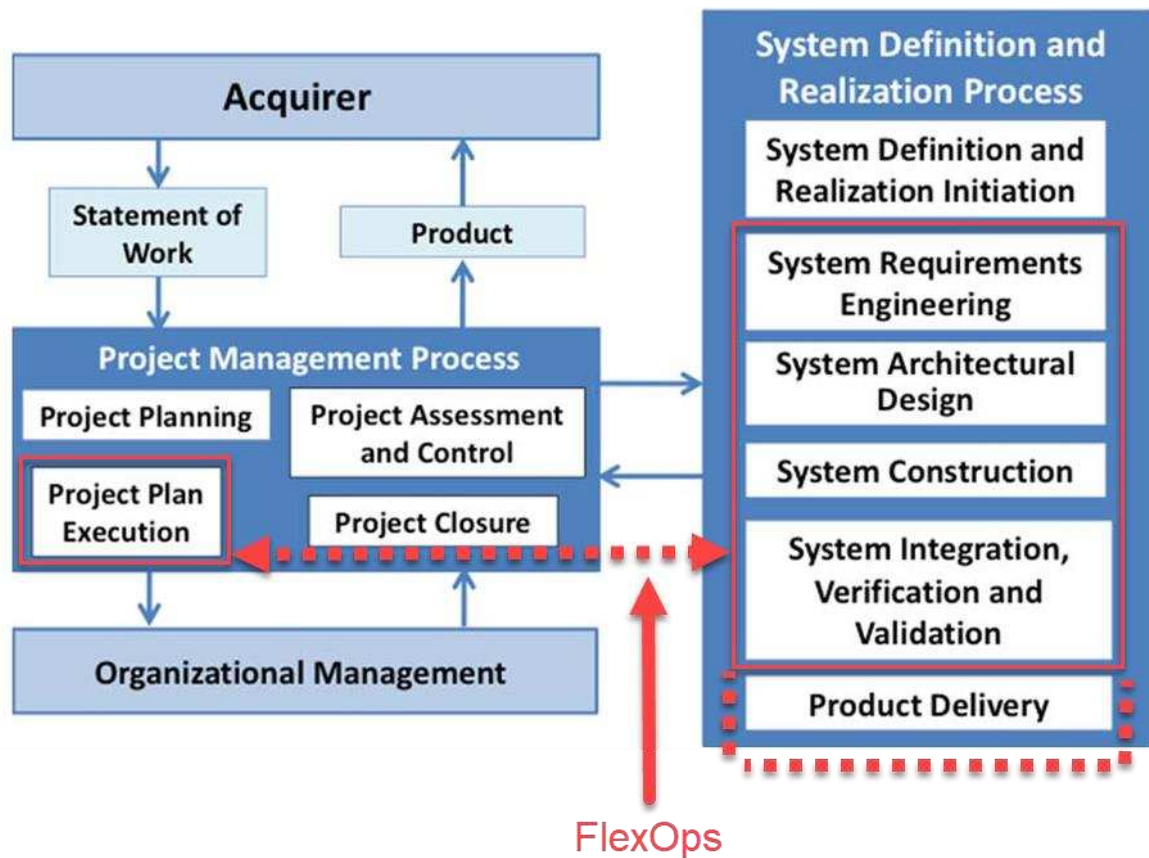 Acquirer
Statement of
Work
Product
Project Management Process
Project Planning
Project Assessment
and Control
Project Plan
Execution
Project Closure
Organizational Management
System Definition and
Realization Process
System Definition and
Realization Initiation
System Requirements
Engineering
System Architectural
Design
System Construction
System Integration,
Verification and
Validation
Product Delivery
FlexOps